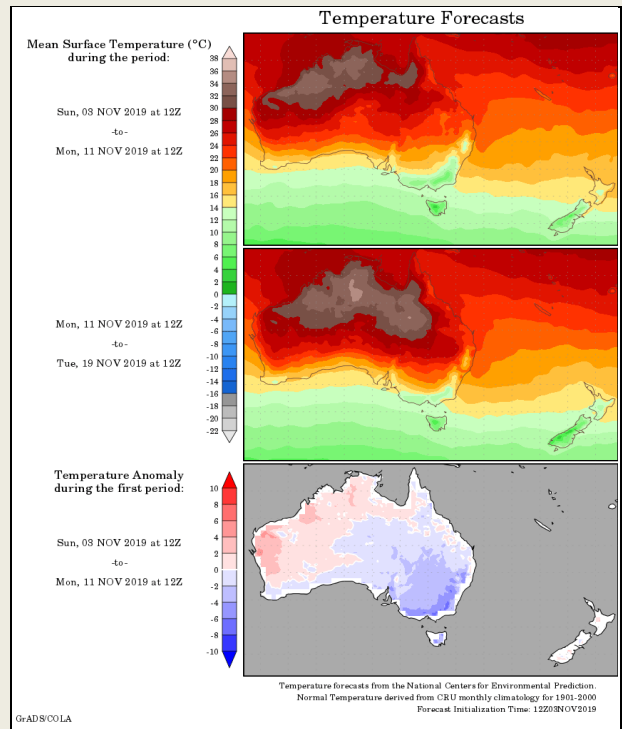 Temperature Forecasts
Mean Surface Temperature (°C)
during the period:
38
36
34
32
30
28
26
24
22
20
18
16
14
12
10
8
6
4
2
0
-2
-4
-6
-8
-10
-12
-14
-16
-18
-20
-22
Sun, 03 NOV 2019 at 12Z
-to-
Mon, 11 NOV 2019 at 12Z
Mon, 11 NOV 2019 at 12Z
-to-
Tue, 19 NOV 2019 at 12Z
Temperature Anomaly
during the first period:
10
8
6
4
2
0
-2
-4
-6
-8
-10
Sun, 03 NOV 2019 at 12Z
-to-
Mon, 11 NOV 2019 at 12Z
Temperature forecasts from the National Centers for Environmental Prediction.
Normal Temperature derived from CRU monthly climatology for 1901-2000
Forecast Initialization Time: 12Z03NOV2019
GrADS/COLA